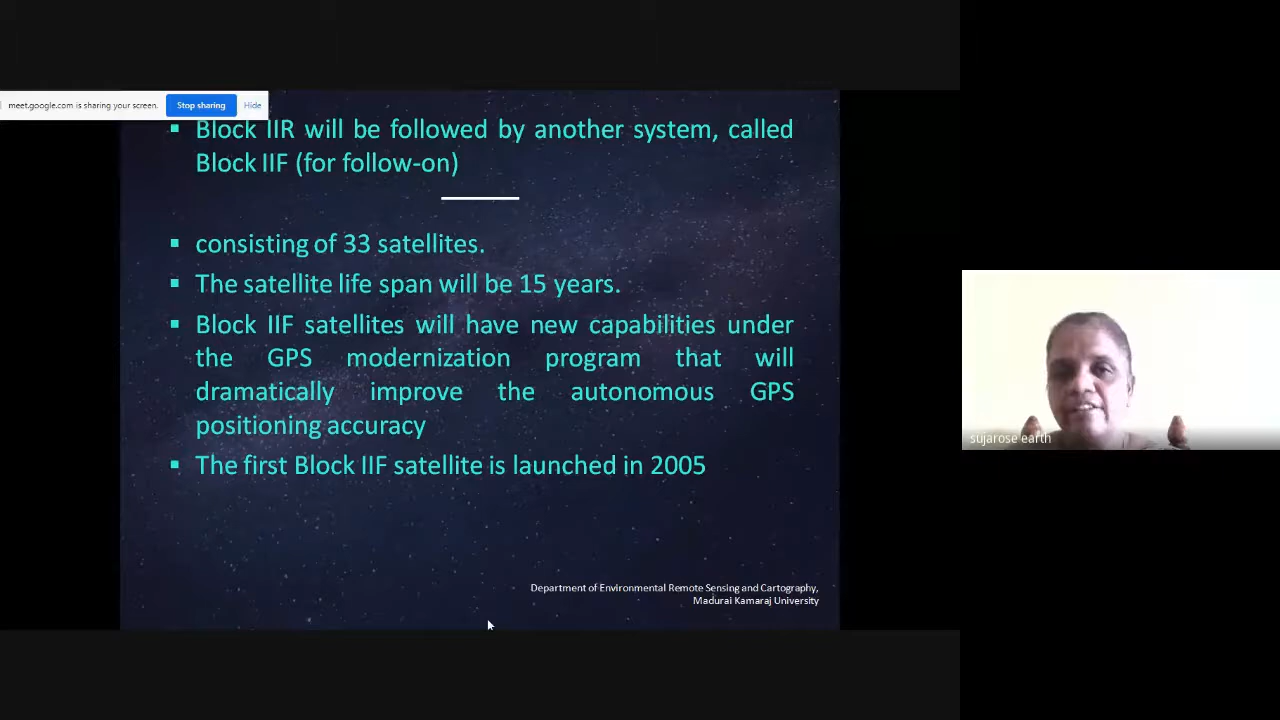 meet.google.com is sharing your screen.
Stop sharing
Hide
▪ Block IIR will be followed by another system, called
Block IIF (for follow-on)
▪ consisting of 33 satellites.
▪ The satellite life span will be 15 years.
▪ Block IIF satellites will have new capabilities under
the GPS modernization program that will
dramatically improve the autonomous GPS
positioning accuracy
▪ The first Block IIF satellite is launched in 2005
Department of Environmental Remote Sensing and Cartography,
Madurai Kamaraj University
sujarose earth